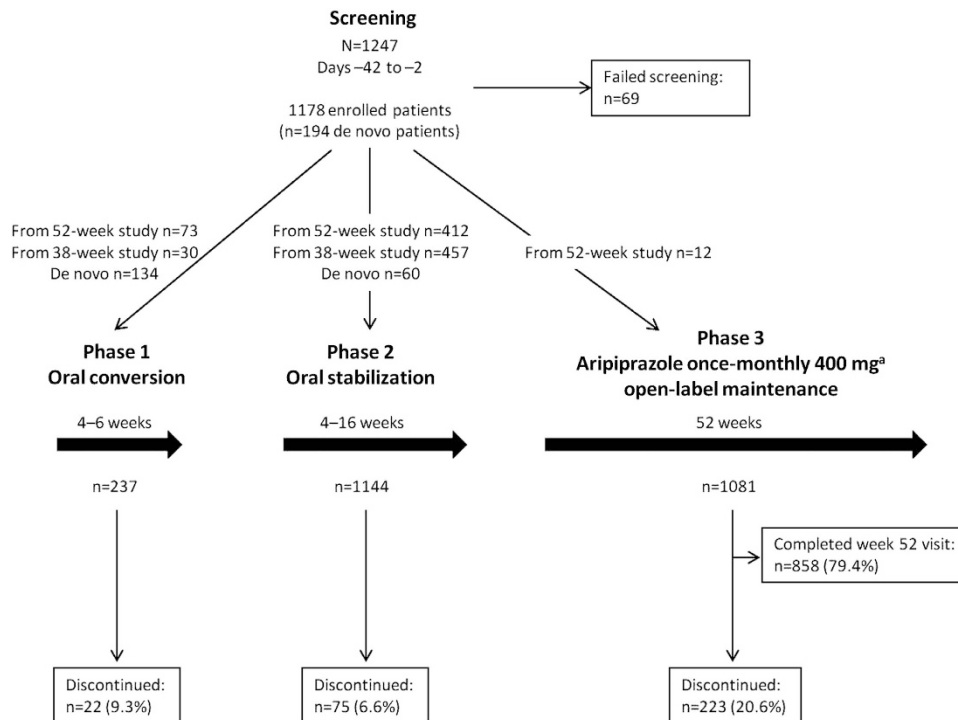 Screening
N=1247
Days –42 to –2
Failed screening:
n=69
1178 enrolled patients
(n=194 de novo patients)
From 52-week study n=73
From 38-week study n=30
De novo n=134
From 52-week study n=412
From 38-week study n=457
De novo n=60
From 52-week study n=12
Phase 1
Oral conversion
Phase 2
Oral stabilization
Phase 3
Aripiprazole once-monthly 400 mgᵃ
open-label maintenance
4–6 weeks
4–16 weeks
52 weeks
n=237
n=1144
n=1081
Completed week 52 visit:
n=858 (79.4%)
Discontinued:
n=22 (9.3%)
Discontinued:
n=75 (6.6%)
Discontinued:
n=223 (20.6%)